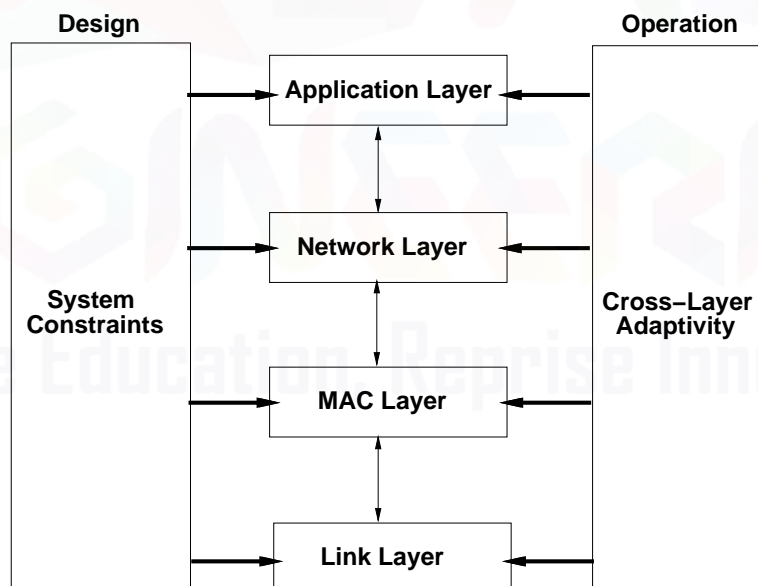 Design
Operation
Application Layer
Network Layer
System
Constraints
Cross−Layer
Adaptivity
MAC Layer
Link Layer